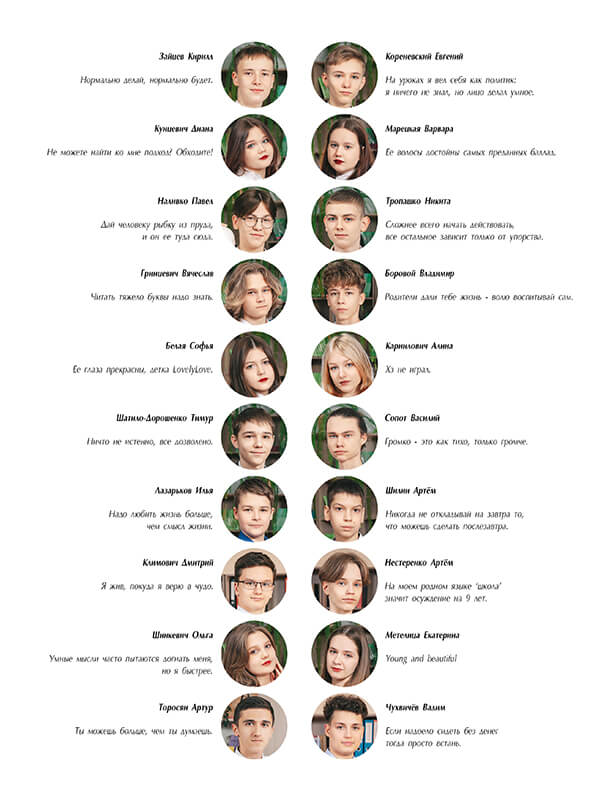 Зайцев Кирилл
Нормально делай, нормально будет.
Кореневский Евгений
На уроках я вел себя как политик:
я ничего не знал, но лицо делал умное.
Кунцевич Диана
Не можете найти ко мне подход? Обходите!
Марецкая Варвара
Ее волосы достойны самых преданных баллад.
Наливко Павел
Дай человеку рыбку из пруда,
и он ее туда сюда.
Тропашко Никита
Сложнее всего начать действовать,
все остальное зависит только от упорства.
Гринцевич Вячеслав
Читать тяжело буквы надо знать.
Боровой Владимир
Родители дали тебе жизнь - волю воспитывай сам.
Белая Софья
Ее глаза прекрасны, детка LovelyLove.
Карнилович Алина
Хз не играл.
Шатило-Дорошенко Тимур
Ничто не истенно, все дозволено.
Сопот Василий
Громко - это как тихо, только громче.
Лазарьков Илья
Надо любить жизнь больше,
чем смысл жизни.
Шилин Артём
Никогда не откладывай на завтра то,
что можешь сделать послезавтра.
Климович Дмитрий
Я жив, покуда я верю в чудо.
Нестеренко Артём
На моем родном языке ‘школа’
значит осуждение на 9 лет.
Шинкевич Ольга
Умные мысли часто пытаются догнать меня,
но я быстрее.
Метелица Екатерина
Young and beautiful
Торосян Артур
Ты можешь больше, чем ты думаешь.
Чухвичёв Вадим
Если надоело сидеть без денег
тогда просто встань.